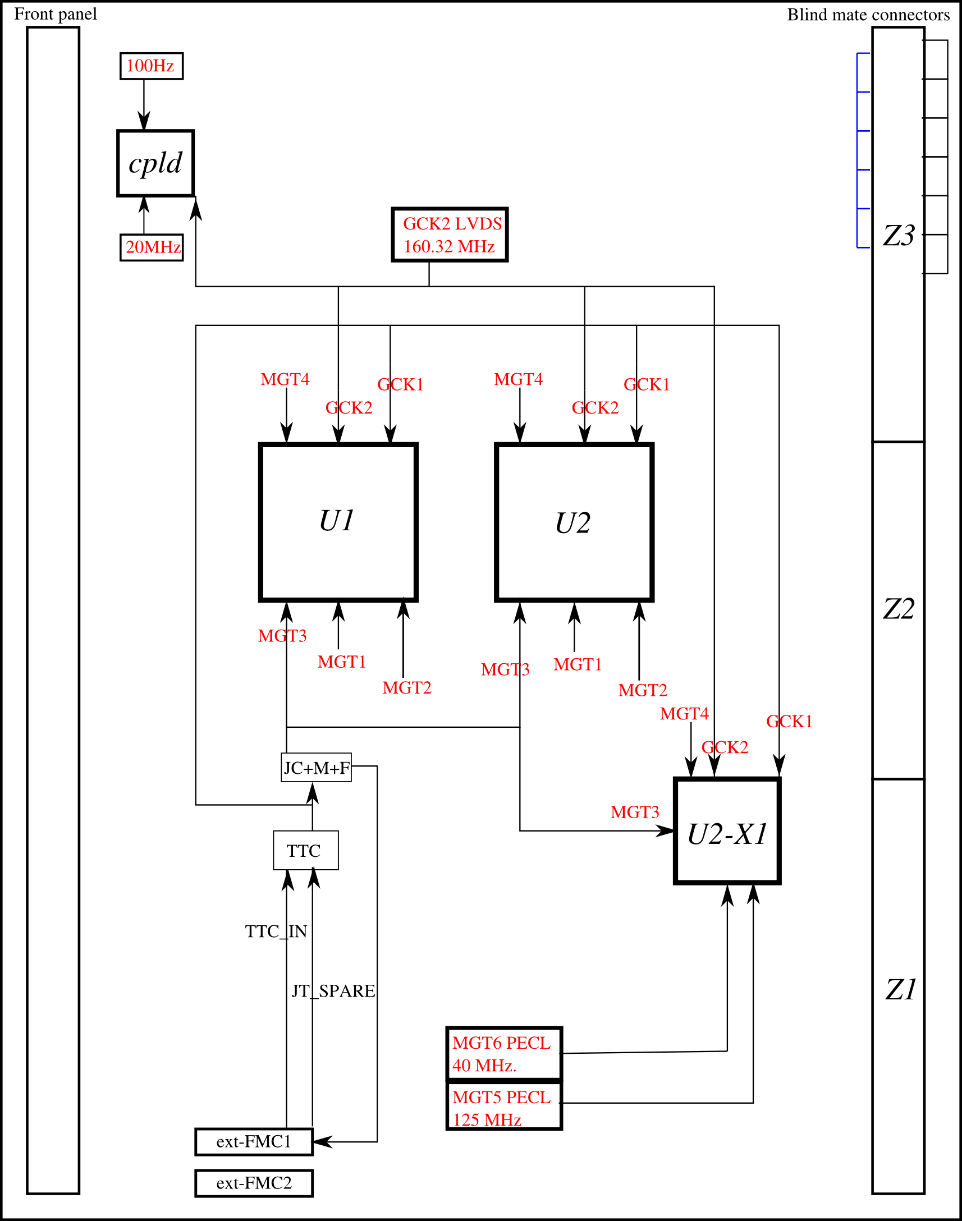 Front panel
Blind mate connectors
100Hz
cpld
20MHz
GCK2 LVDS
160.32 MHz
Z3
MGT4
GCK2
GCK1
MGT4
GCK2
GCK1
U1
U2
Z2
MGT3
MGT1
MGT2
MGT3
MGT1
MGT2
MGT4
GCK2
GCK1
JC+M+F
MGT3
U2-X1
TTC
TTC_IN
JT_SPARE
Z1
MGT6 PECL
40 MHz.
MGT5 PECL
125 MHz
ext-FMC1
ext-FMC2